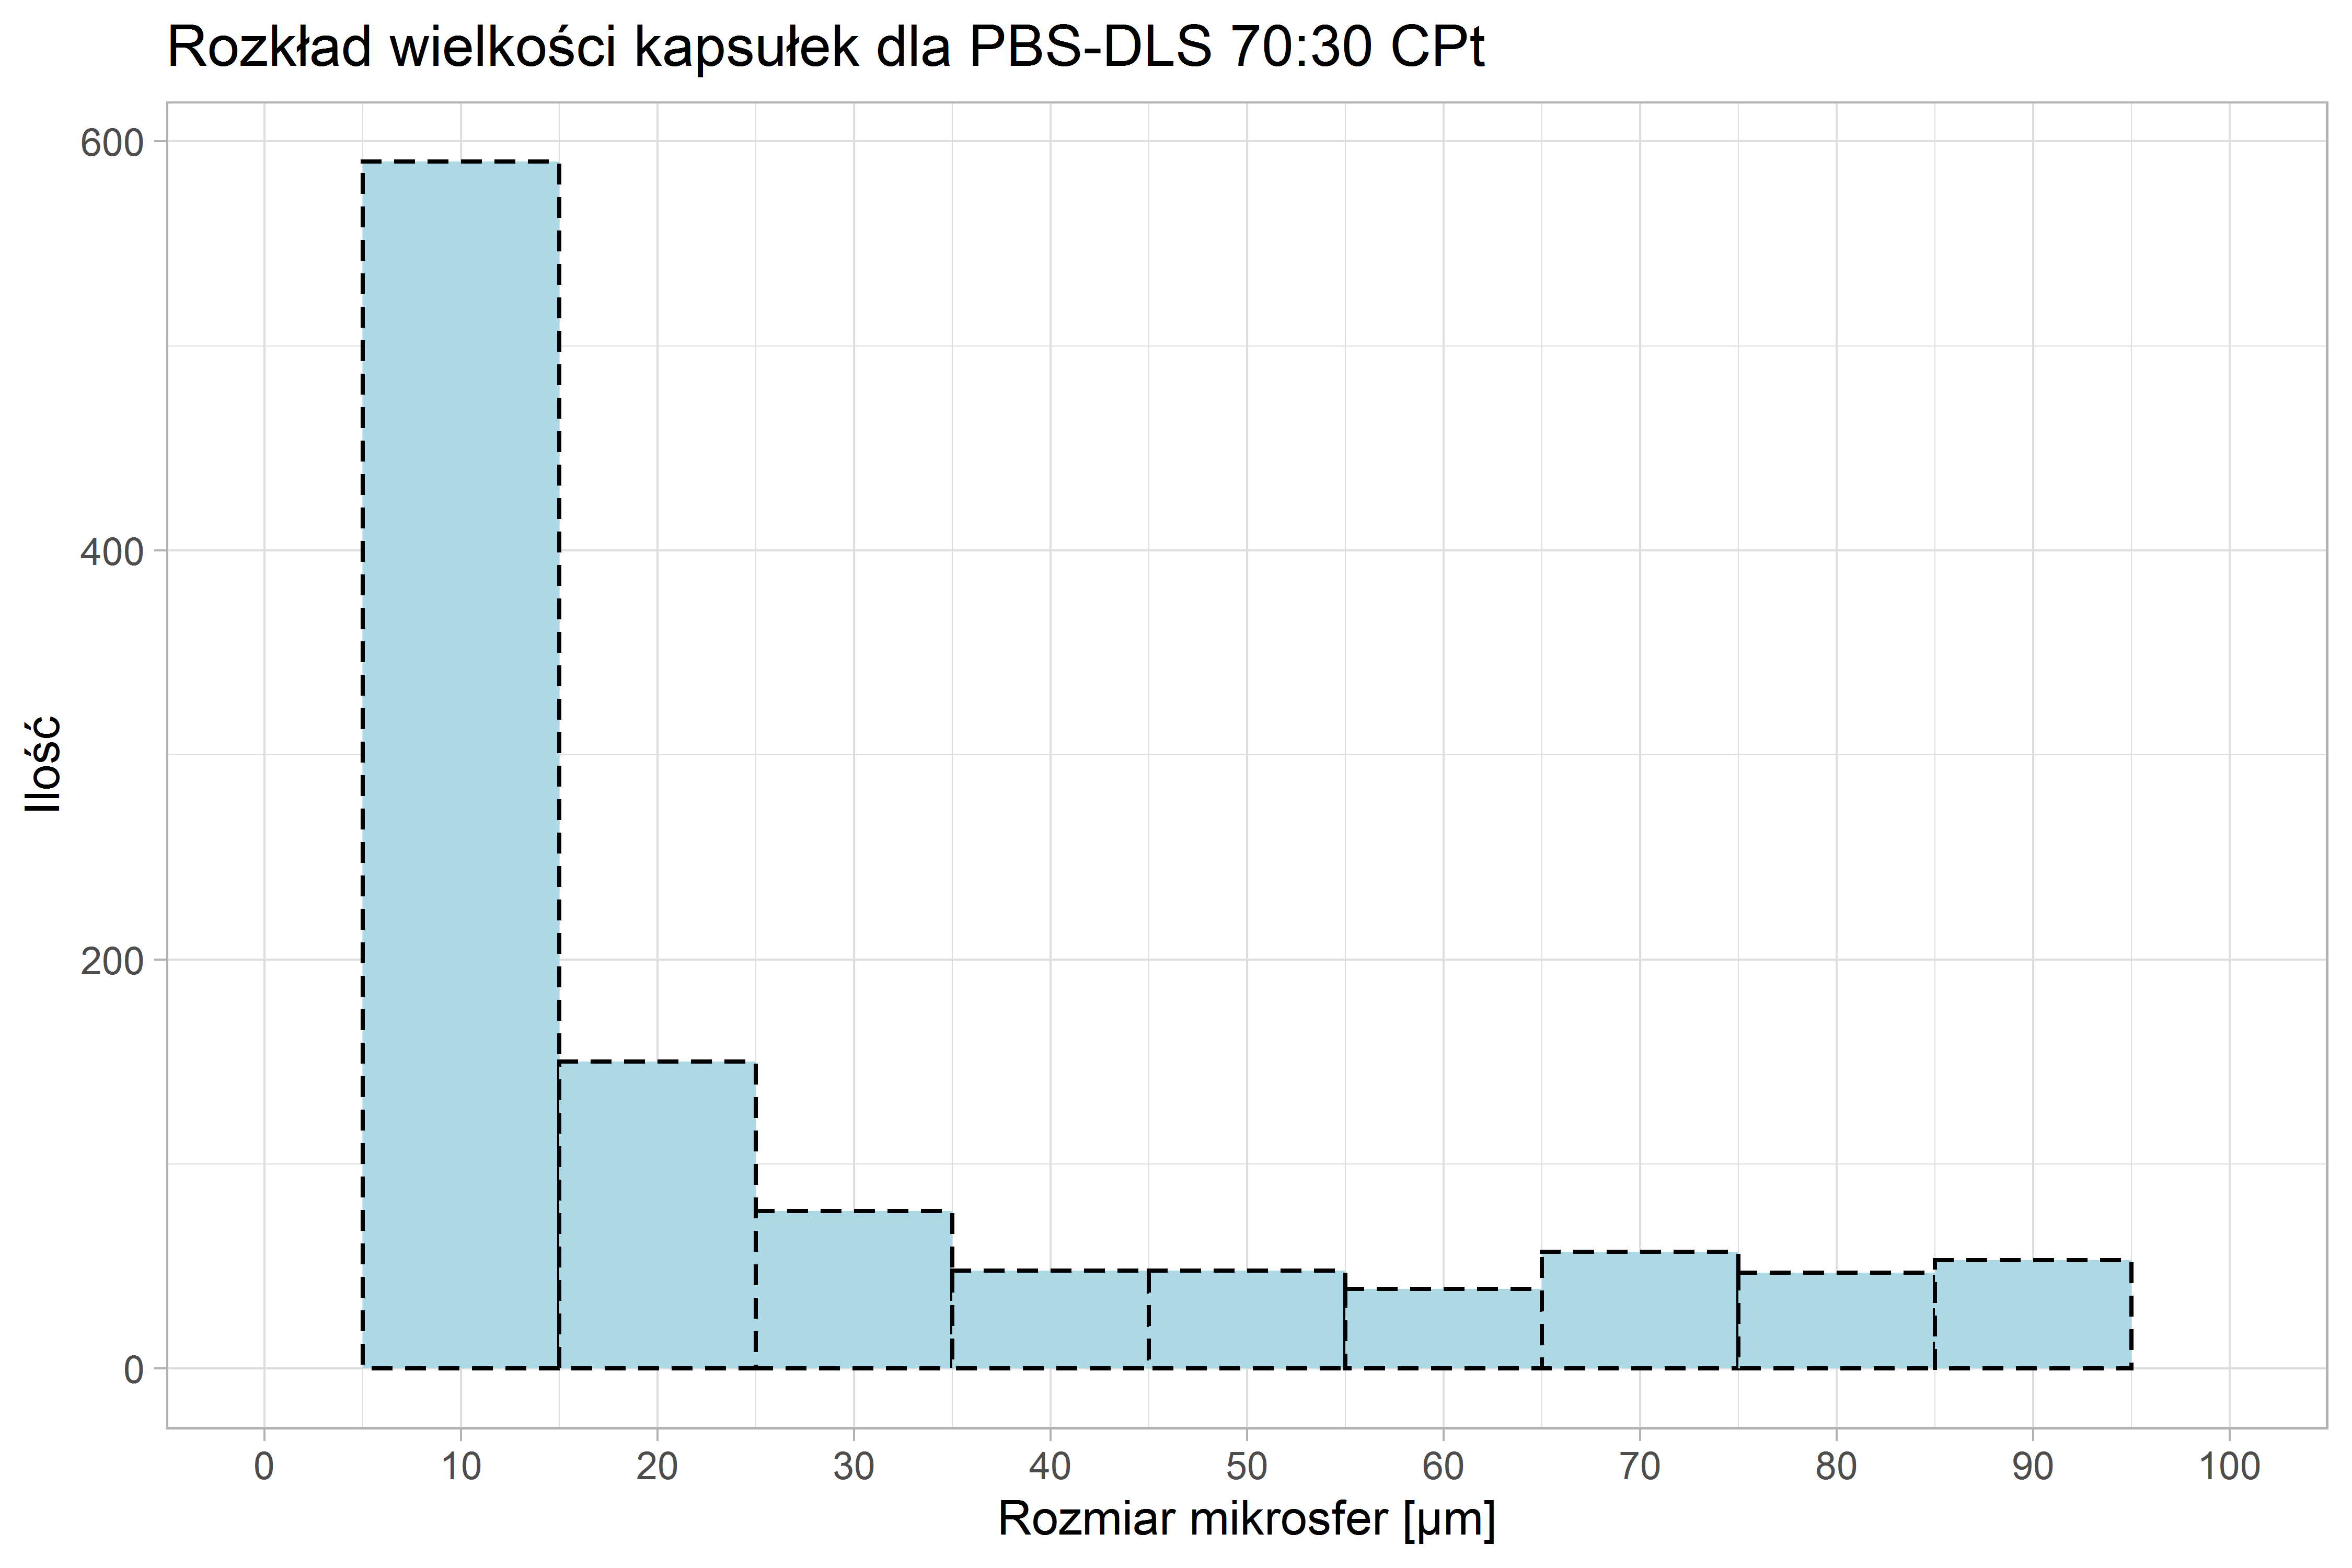 Rozkład wielkości kapsułek dla PBS-DLS 70:30 CPt
600
400
200
0
Ilość
0 10 20 30 40 50 60 70 80 90 100
Rozmiar mikrosfer [µm]